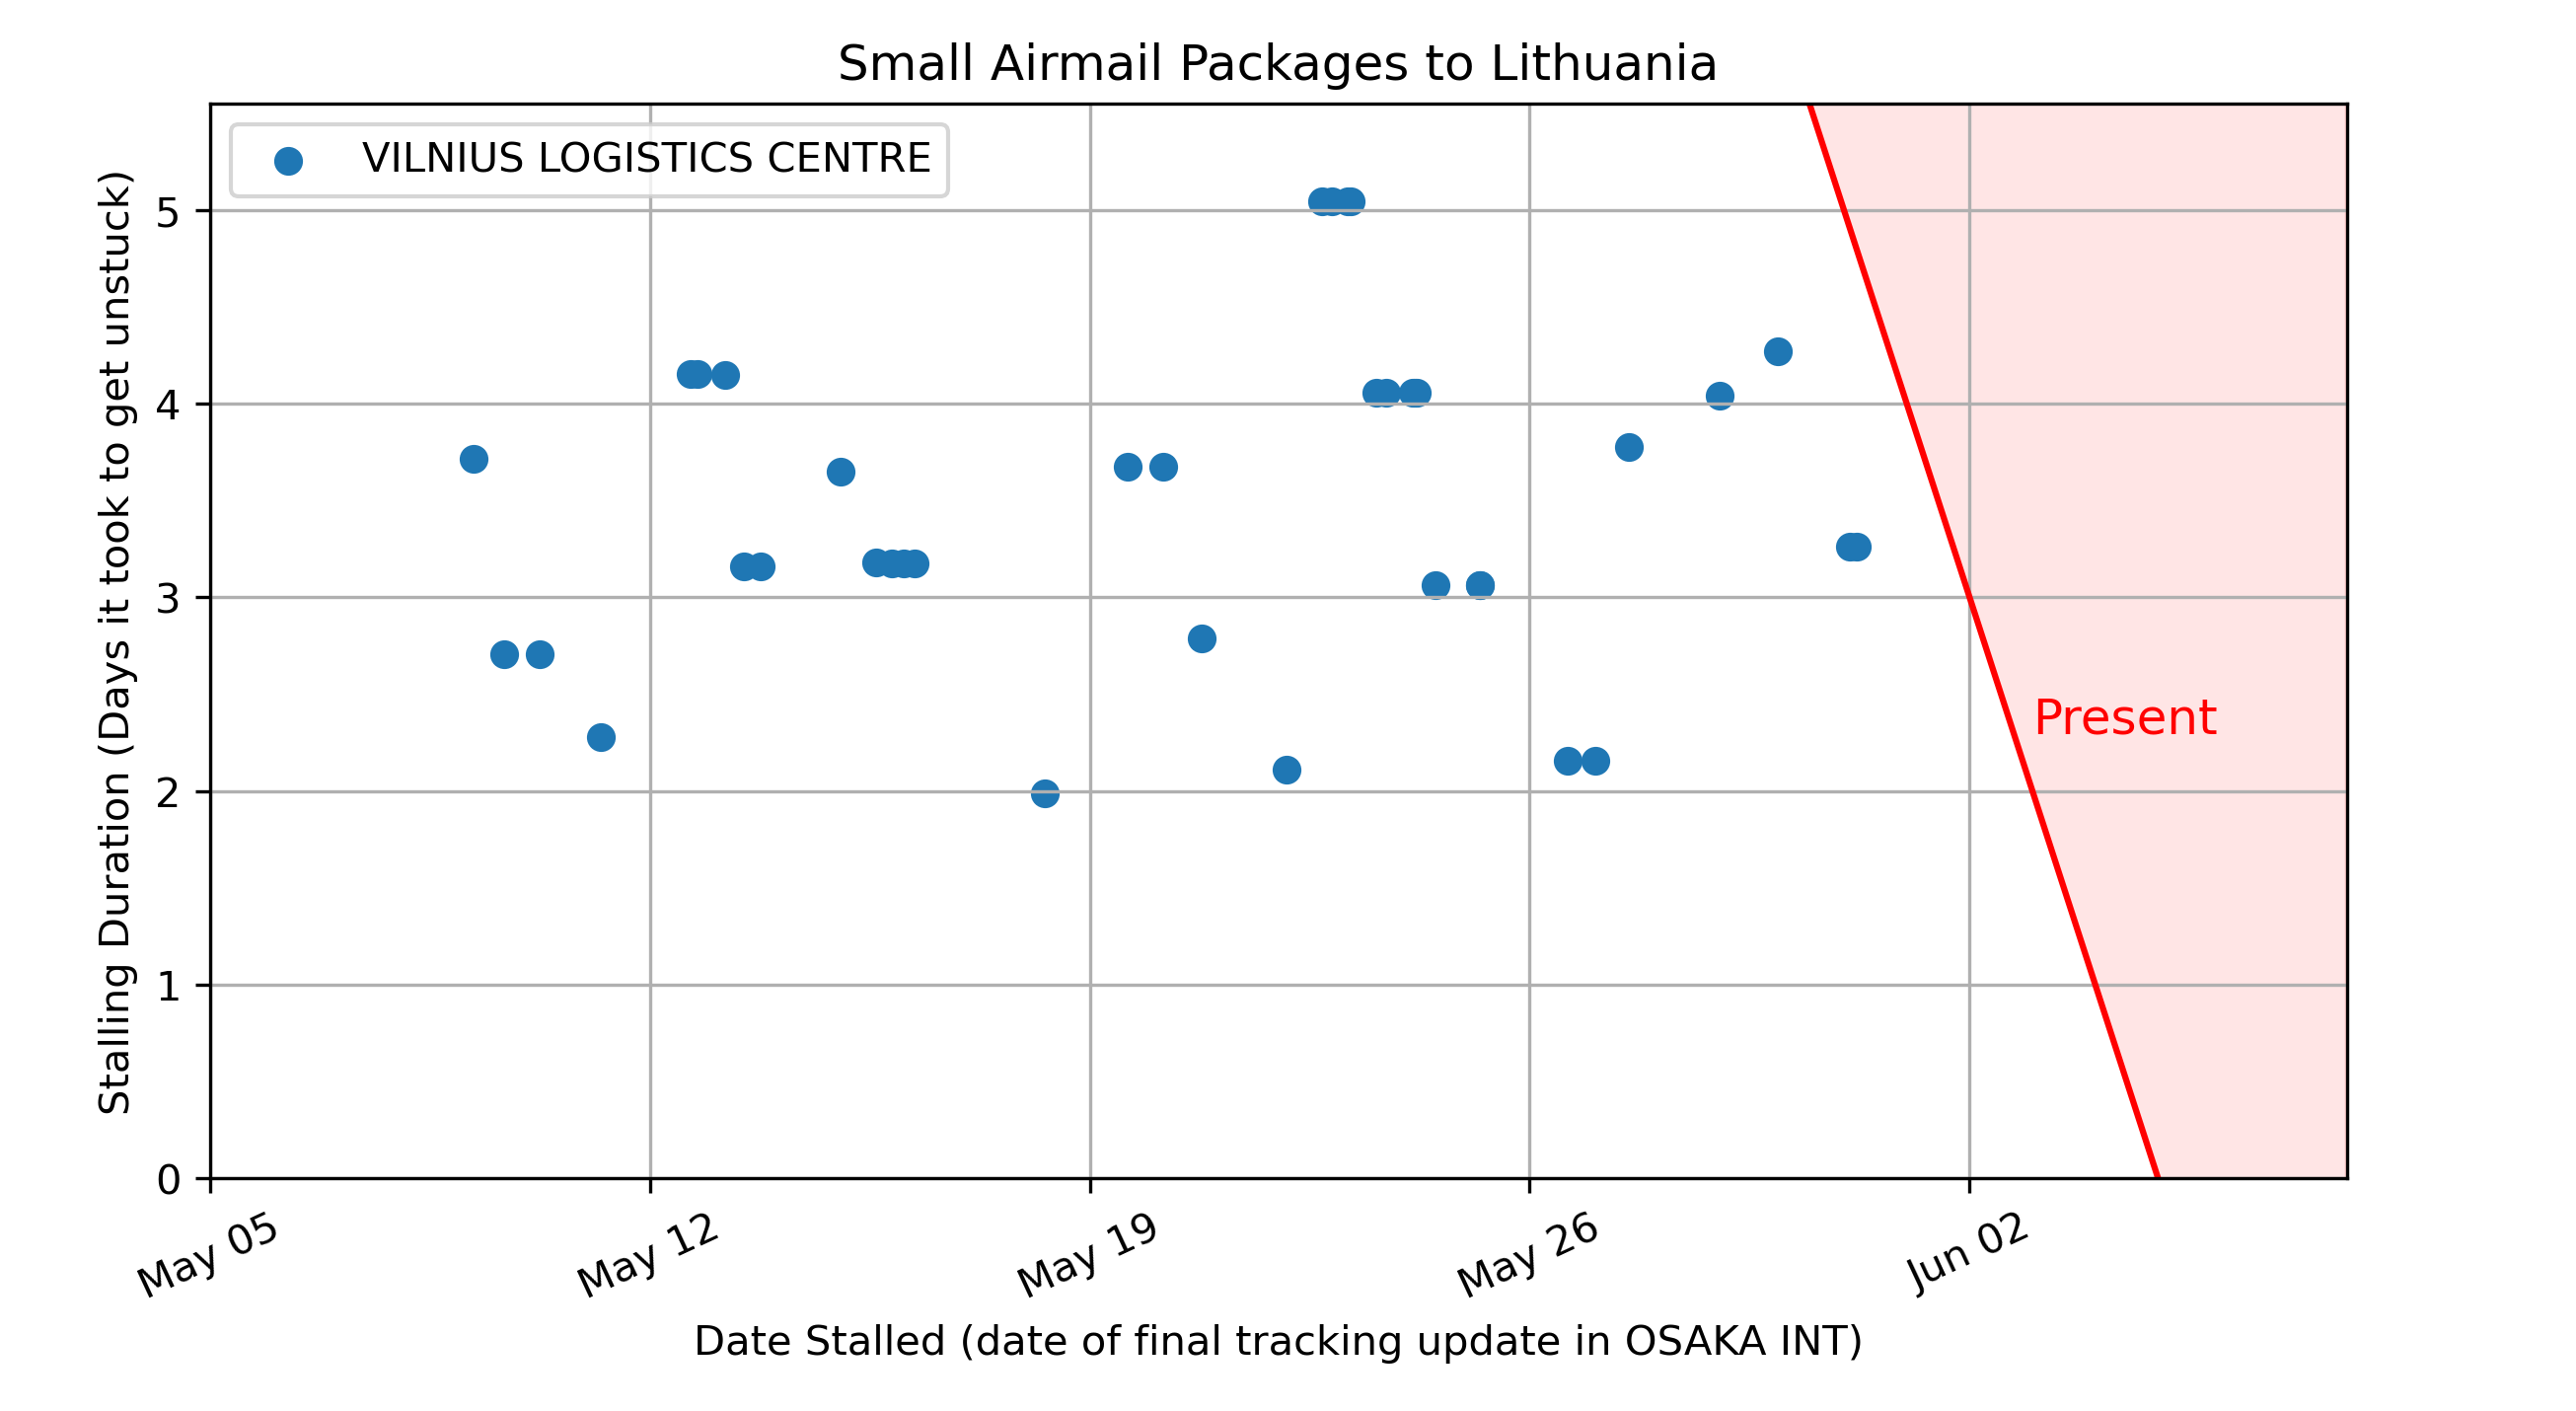 Small Airmail Packages to Lithuania
VILNIUS LOGISTICS CENTRE
Stalling Duration (Days it took to get unstuck)
5
4
3
2
1
0
Present
May 05
May 12
May 19
May 26
Jun 02
Date Stalled (date of final tracking update in OSAKA INT)